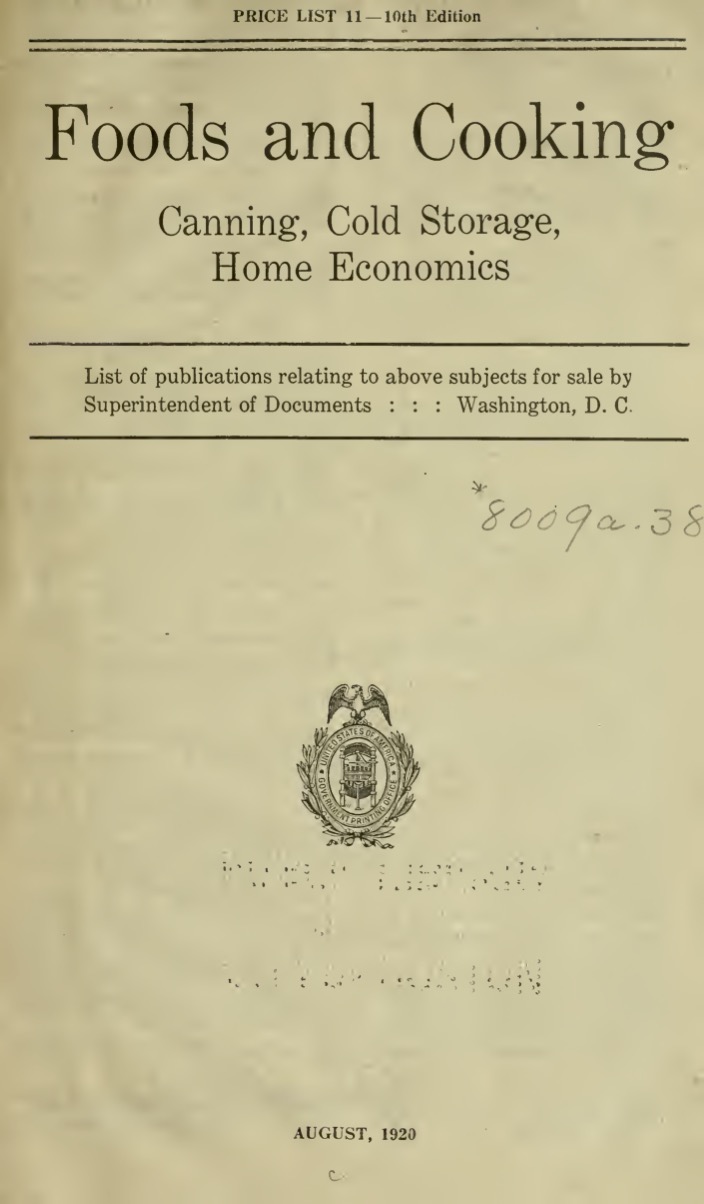 PRICE LIST 11—10th Edition
Foods and Cooking
Canning, Cold Storage,
Home Economics
List of publications relating to above subjects for sale by
Superintendent of Documents : : : Washington, D. C.
*8009a.38
UNITED STATES OF AMERICA
GOVERNMENT PRINTING OFFICE
AUGUST, 1920
c